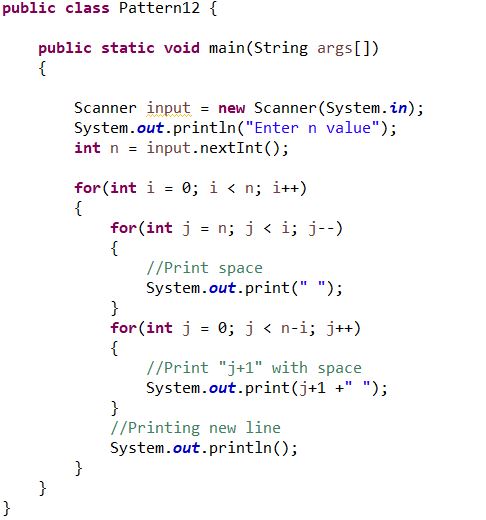 public class Pattern12 {
public static void main(String args[])
{
Scanner input = new Scanner(System.in);
System.out.println("Enter n value");
int n = input.nextInt();
for(int i = 0; i < n; i++)
{
for(int j = n; j < i; j--)
{
//Print space
System.out.print(" ");
}
for(int j = 0; j < n-i; j++)
{
//Print "j+1" with space
System.out.print(j+1 +" ");
}
//Printing new line
System.out.println();
}
}
}